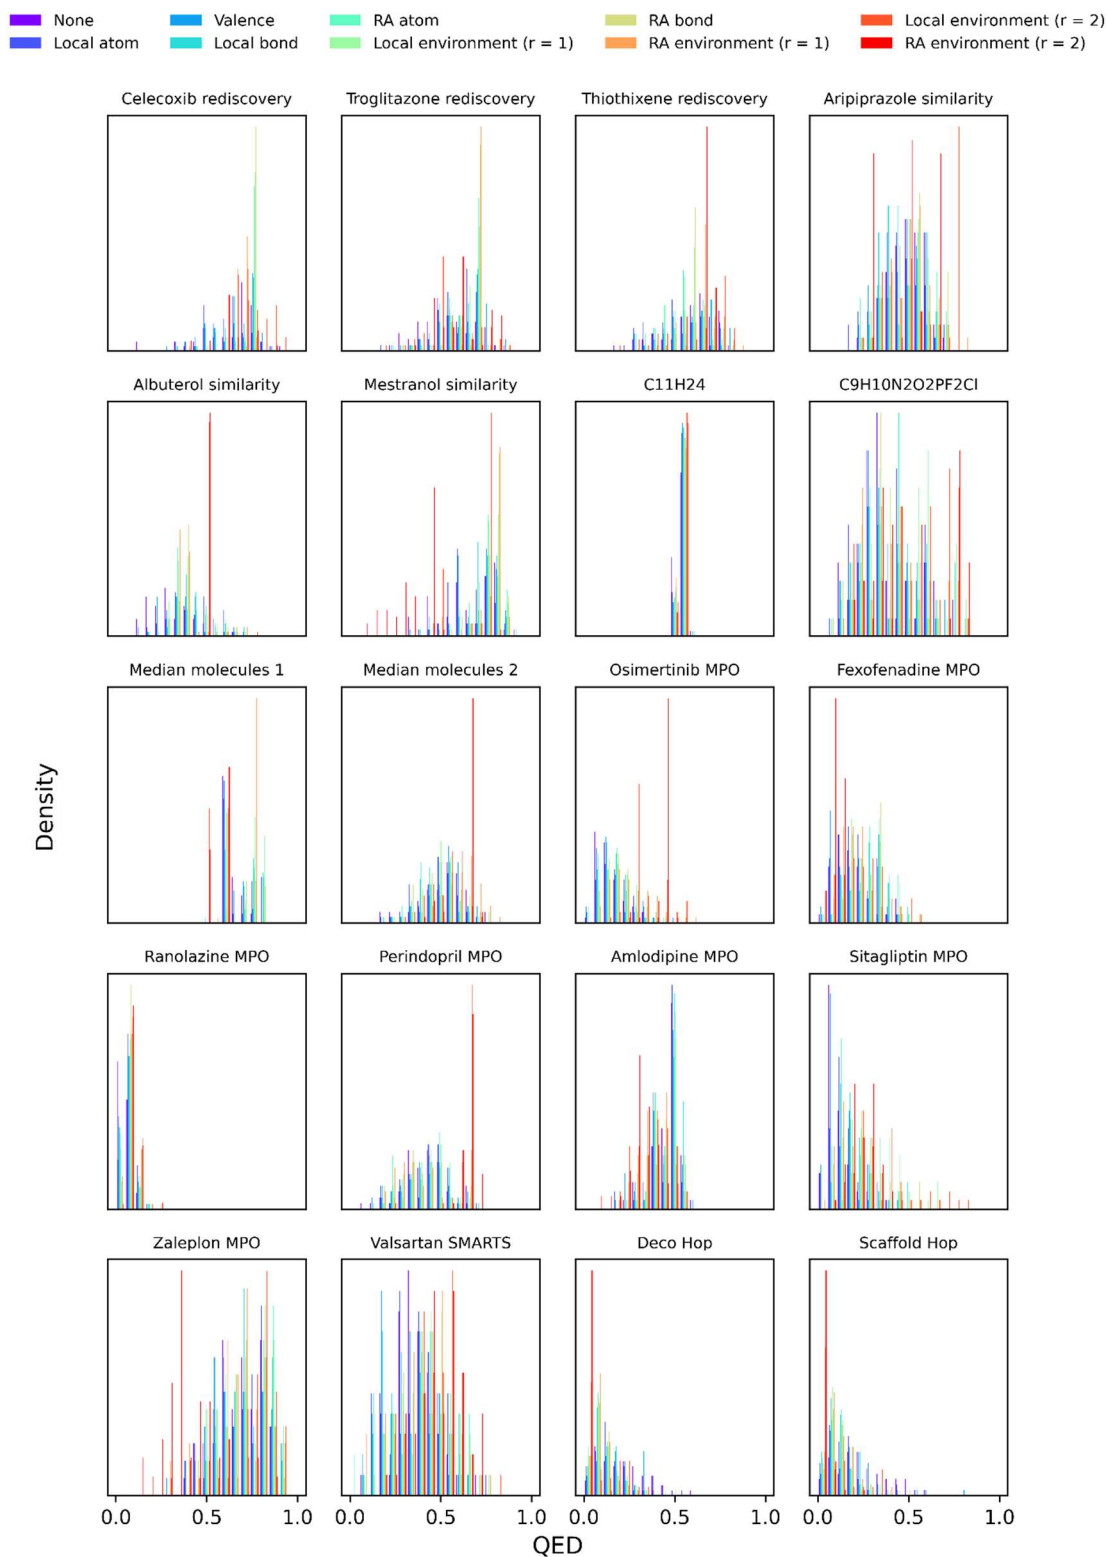 None Valence RA atom RA bond Local environment (r = 2)
Local atom Local bond Local environment (r = 1) RA environment (r = 1) RA environment (r = 2)
Celecoxib rediscovery Troglitazone rediscovery Thiothixene rediscovery Aripiprazole similarity
Albuterol similarity Mestranol similarity C11H24 C9H10N2O2PF2Cl
Median molecules 1 Median molecules 2 Osimertinib MPO Fexofenadine MPO
Density
Ranolazine MPO Perindopril MPO Amlodipine MPO Sitagliptin MPO
Zaleplon MPO Valsartan SMARTS Deco Hop Scaffold Hop
0.0 0.5 1.0 0.0 0.5 1.0 0.0 0.5 1.0 0.0 0.5 1.0
QED